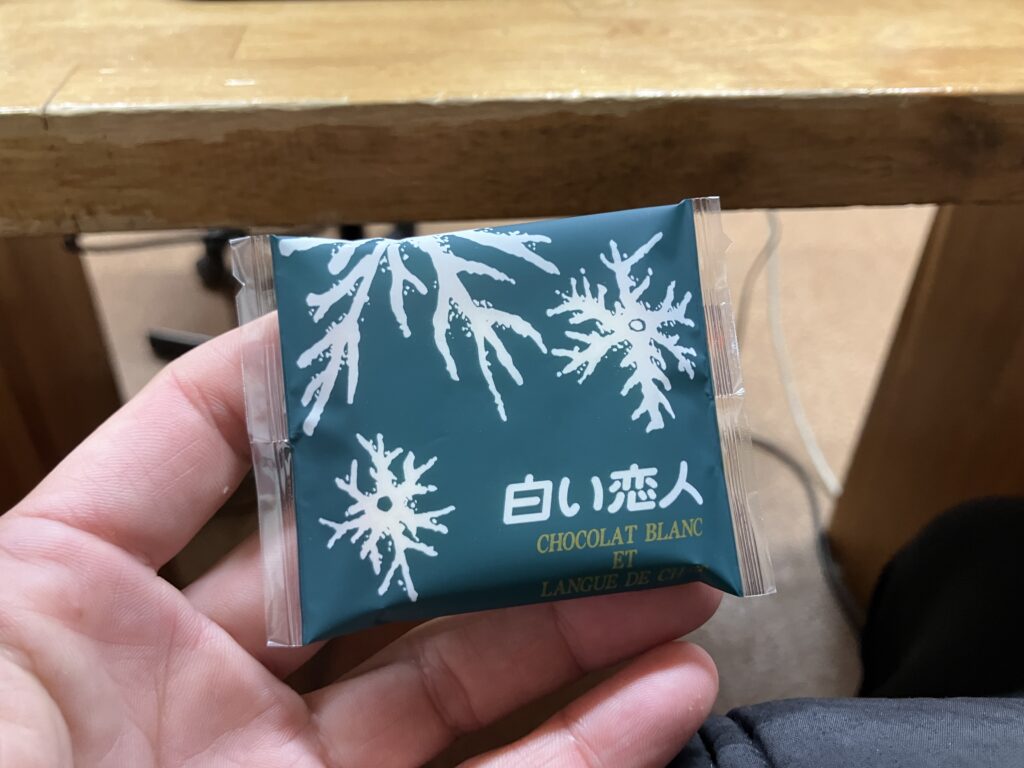 白い恋人
CHOCOLAT BLANC
ET
LANGUE DE